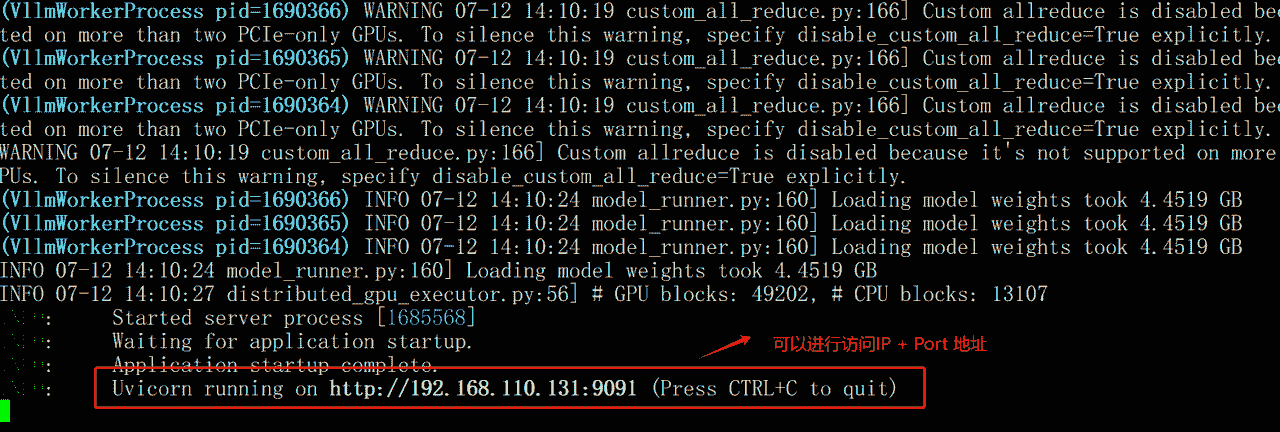 (VllmWorkerProcess pid=1690366) WARNING 07-12 14:10:19 custom_all_reduce.py:166] Custom allreduce is disabled bec
ted on more than two PCIe-only GPUs. To silence this warning, specify disable_custom_all_reduce=True explicitly.
(VllmWorkerProcess pid=1690365) WARNING 07-12 14:10:19 custom_all_reduce.py:166] Custom allreduce is disabled bec
ted on more than two PCIe-only GPUs. To silence this warning, specify disable_custom_all_reduce=True explicitly.
(VllmWorkerProcess pid=1690364) WARNING 07-12 14:10:19 custom_all_reduce.py:166] Custom allreduce is disabled bec
ted on more than two PCIe-only GPUs. To silence this warning, specify disable_custom_all_reduce=True explicitly.
WARNING 07-12 14:10:19 custom_all_reduce.py:166] Custom allreduce is disabled because it's not supported on more
PUs. To silence this warning, specify disable_custom_all_reduce=True explicitly.
(VllmWorkerProcess pid=1690366) INFO 07-12 14:10:24 model_runner.py:160] Loading model weights took 4.4519 GB
(VllmWorkerProcess pid=1690365) INFO 07-12 14:10:24 model_runner.py:160] Loading model weights took 4.4519 GB
(VllmWorkerProcess pid=1690364) INFO 07-12 14:10:24 model_runner.py:160] Loading model weights took 4.4519 GB
INFO 07-12 14:10:24 model_runner.py:160] Loading model weights took 4.4519 GB
INFO 07-12 14:10:27 distributed_gpu_executor.py:56] # GPU blocks: 49202, # CPU blocks: 13107
: Started server process [1685568]
: Waiting for application startup.
可以进行访问IP + Port 地址
: Application startup complete.
: Uvicorn running on http://192.168.110.131:9091 (Press CTRL+C to quit)